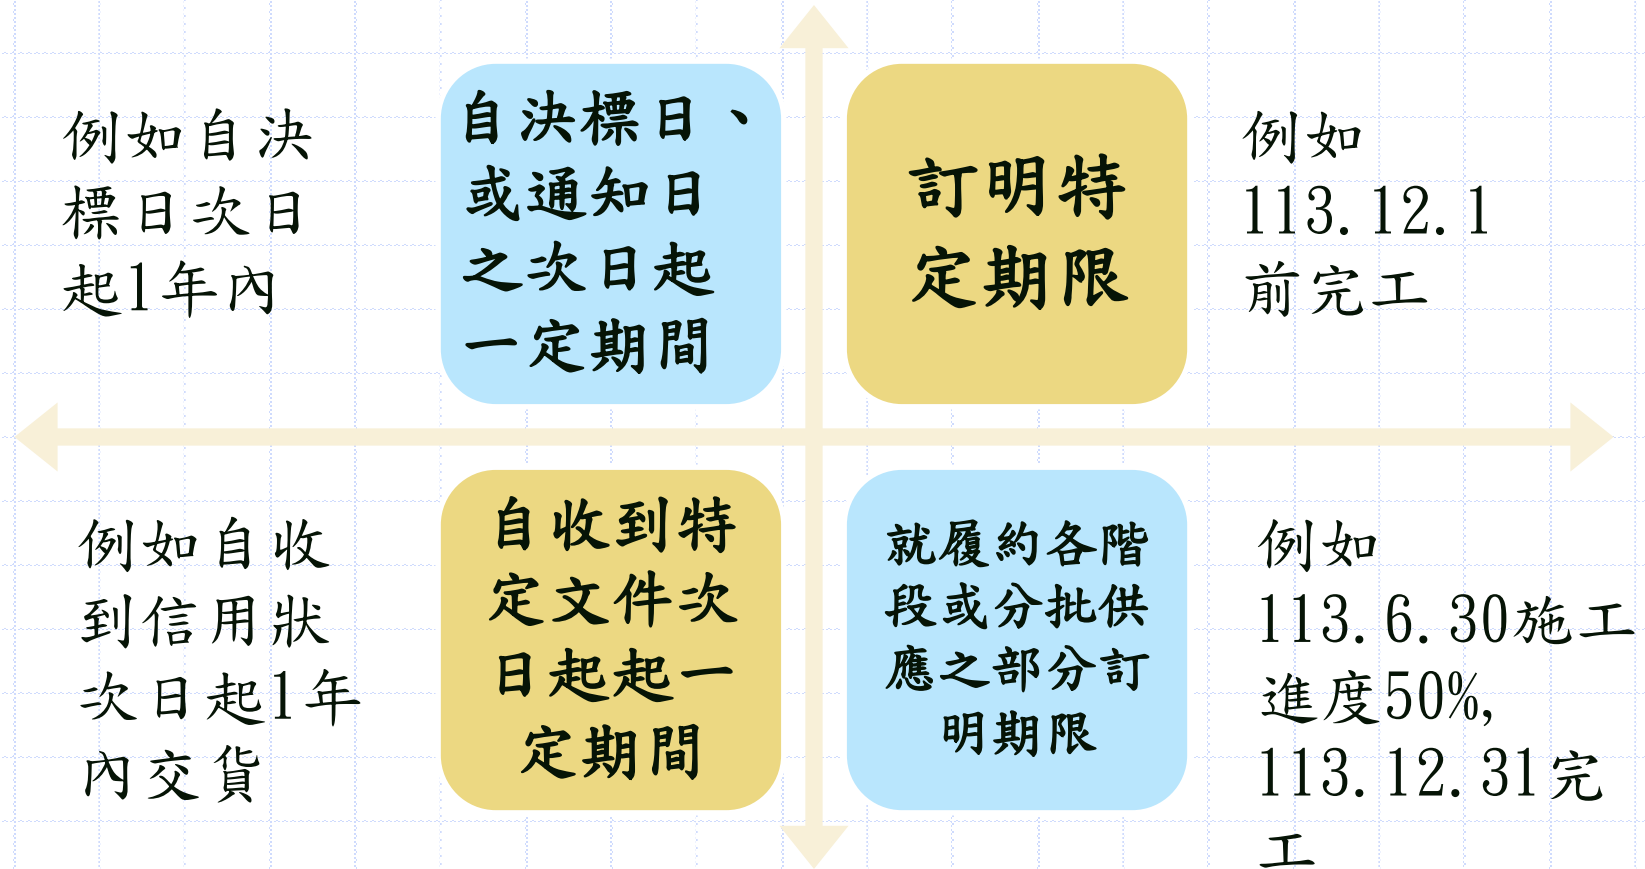 例如自決
標日次日
起1年內
自決標日、
或通知日
之次日起
一定期間
訂明特
定期限
例如
113.12.1
前完工
例如自收
到信用狀
次日起1年
內交貨
自收到特
定文件次
日起起一
定期間
就履約各階
段或分批供
應之部分訂
明期限
例如
113.6.30施工
進度50%,
113.12.31完
工